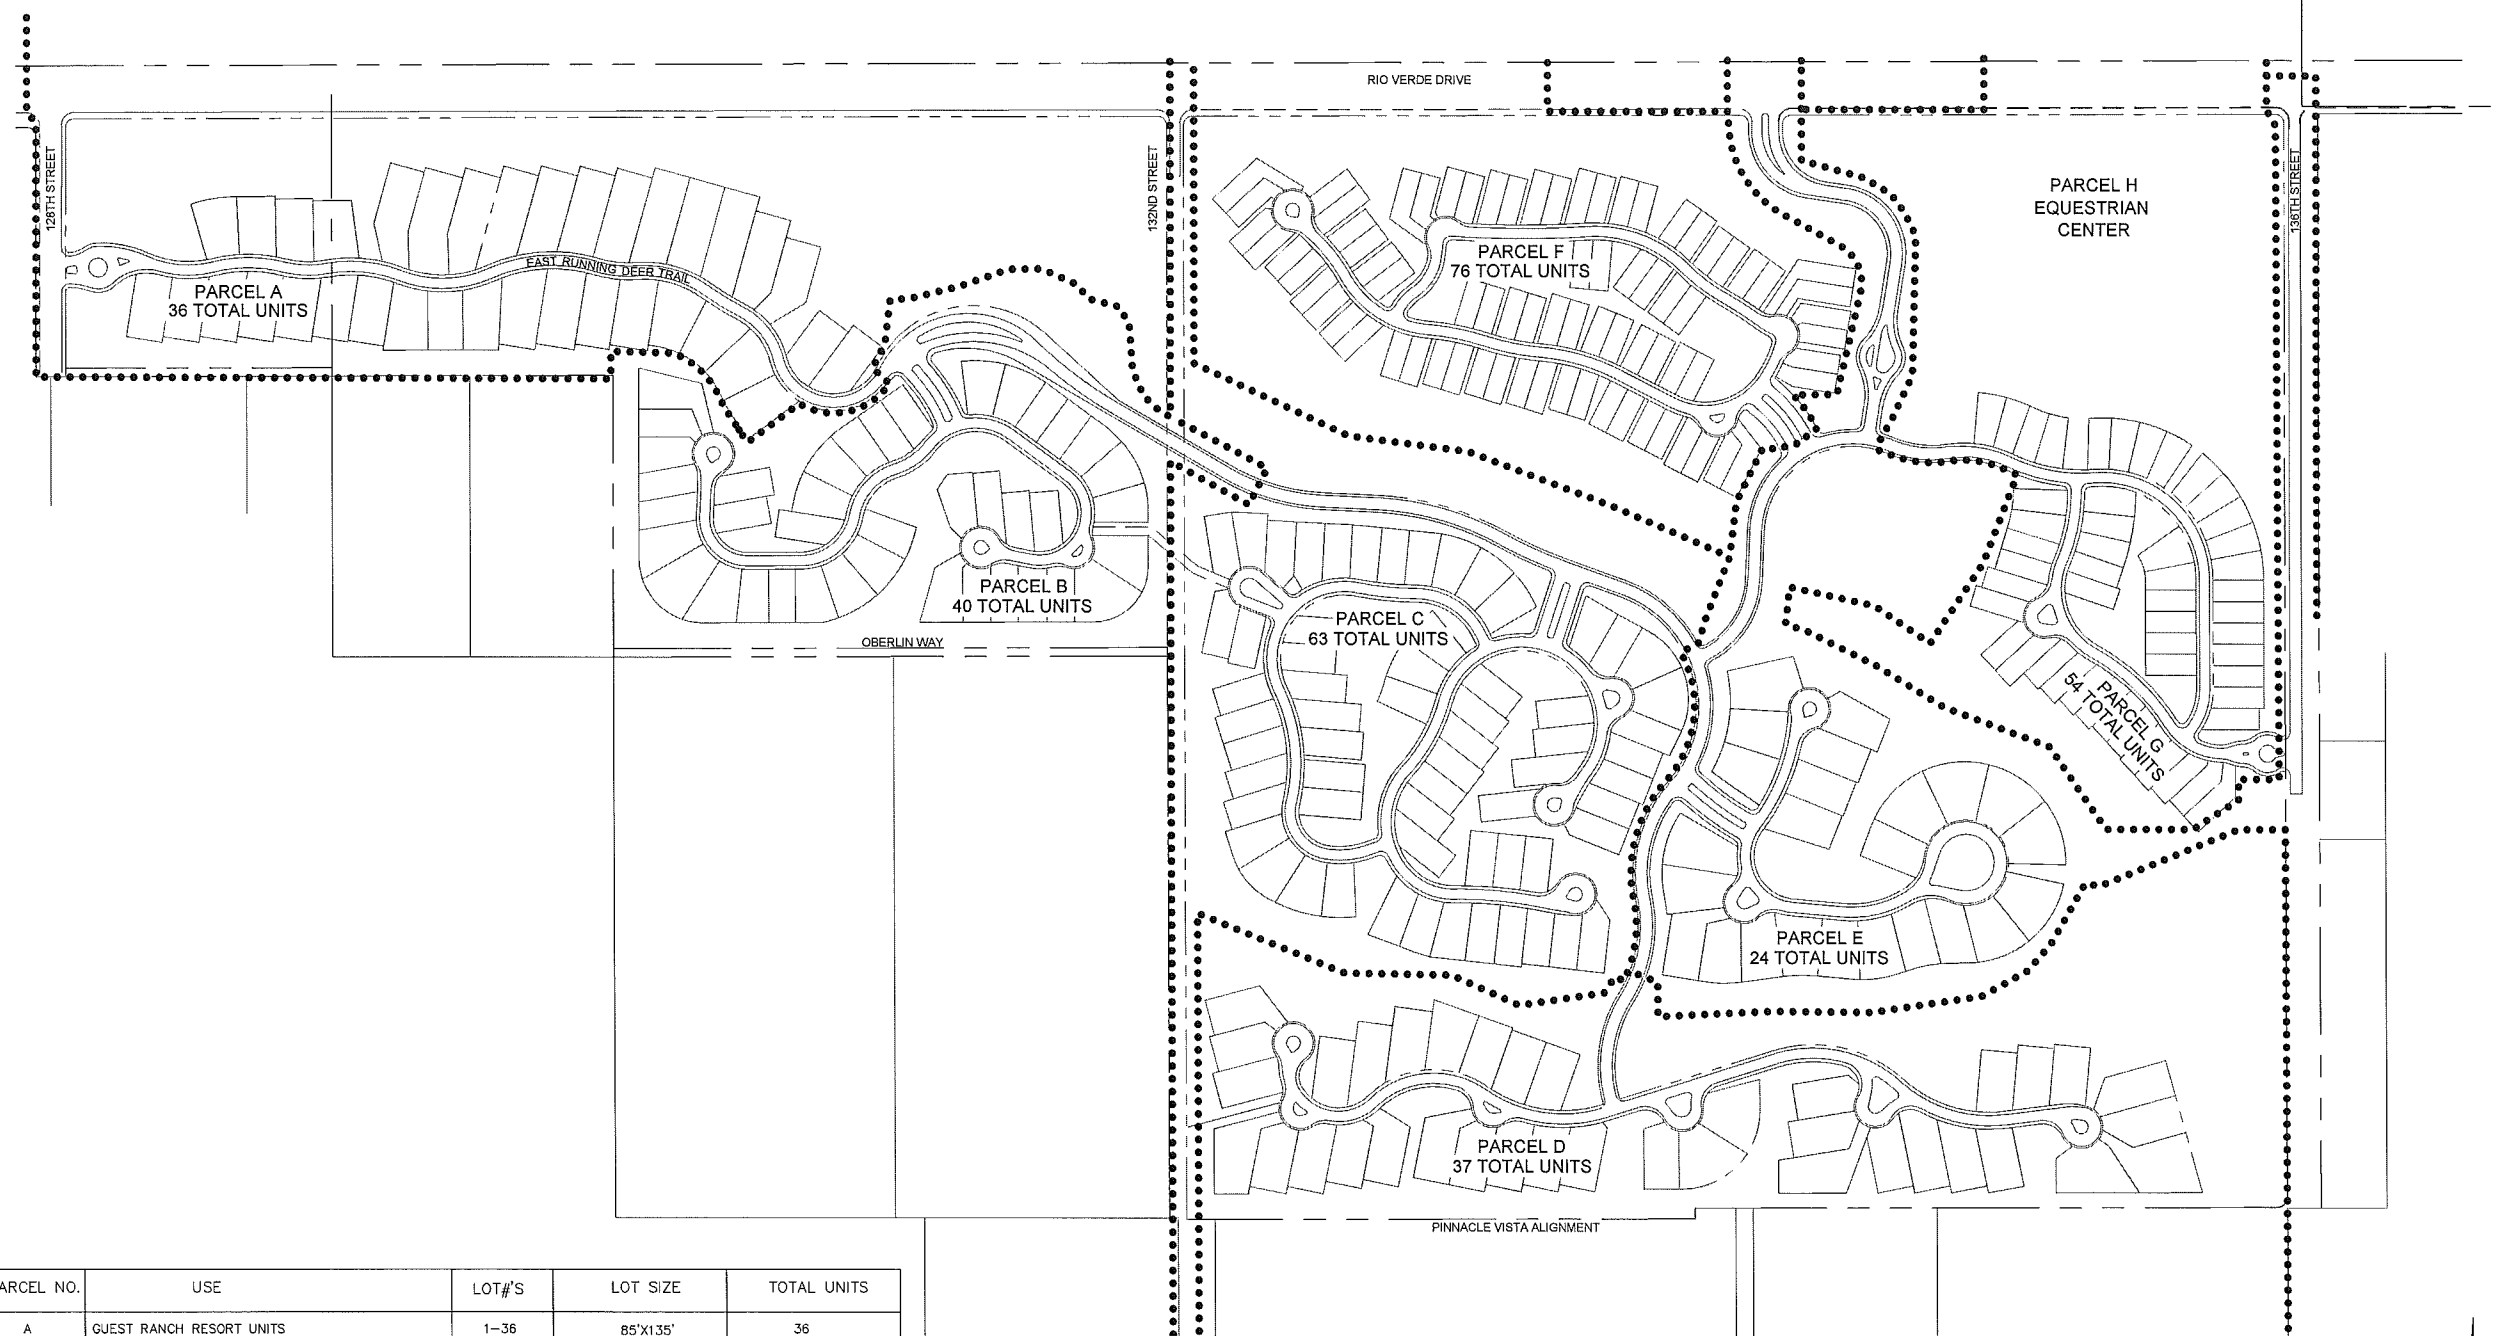 RIO VERDE DRIVE
128TH STREET
132ND STREET
136TH STREET
PARCEL H
EQUESTRIAN
CENTER
PARCEL F
76 TOTAL UNITS
EAST RUNNING DEER TRAIL
PARCEL A
36 TOTAL UNITS
PARCEL B
40 TOTAL UNITS
OBERLIN WAY
PARCEL C
63 TOTAL UNITS
PARCEL G
54 TOTAL UNITS
PARCEL E
24 TOTAL UNITS
PARCEL D
37 TOTAL UNITS
PINNACLE VISTA ALIGNMENT
ARCEL NO. USE LOT#'S LOT SIZE TOTAL UNITS
A GUEST RANCH RESORT UNITS 1-36 85'X135' 36